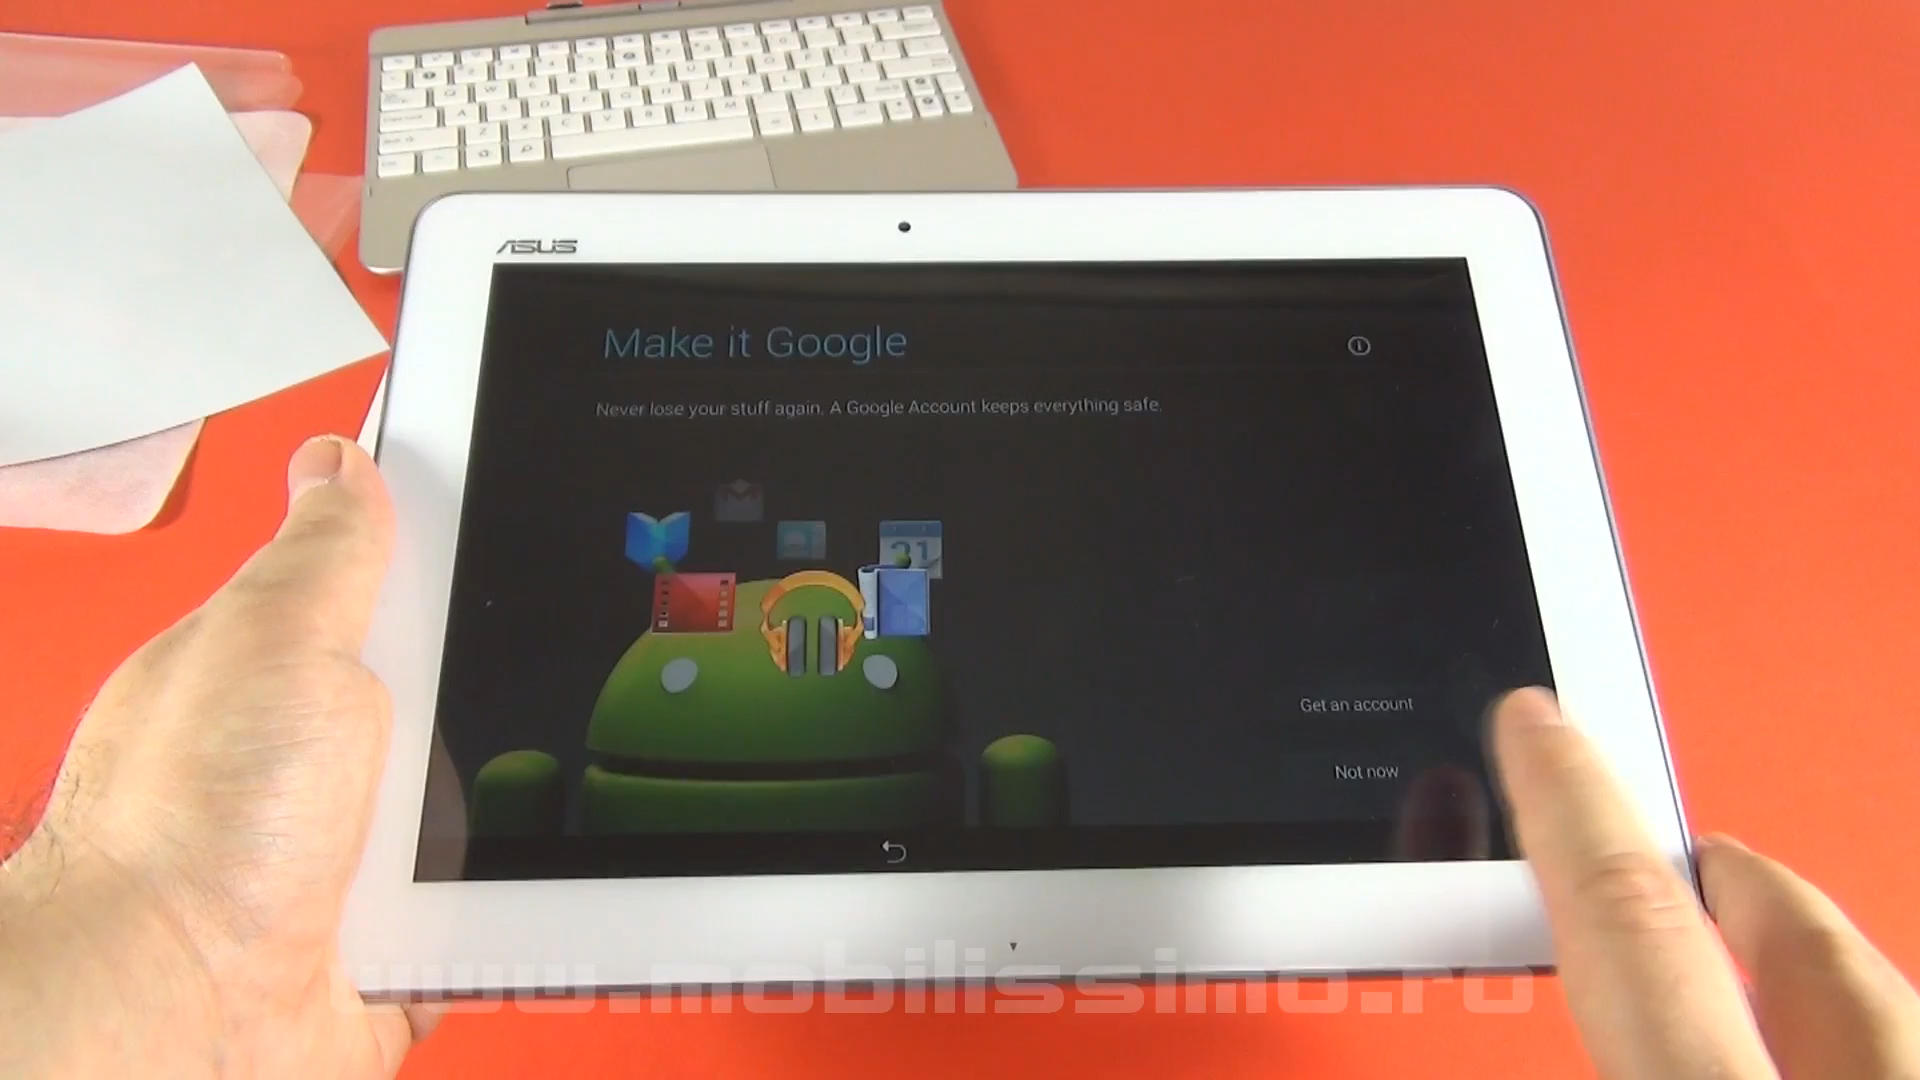 ASUS
Make it Google
Never lose your stuff again. A Google Account keeps everything safe.
31
Get an account
Not now
www.mobilissimo.ro